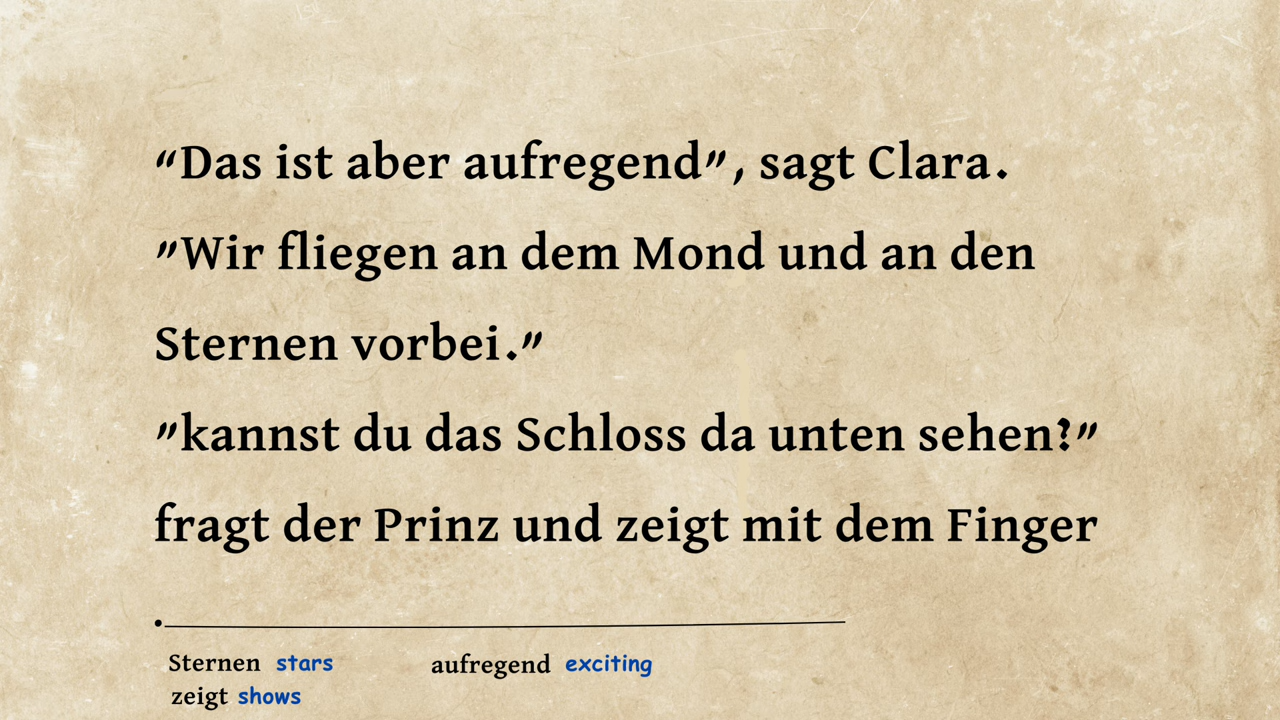 “Das ist aber aufregend”, sagt Clara.
”Wir fliegen an dem Mond und an den
Sternen vorbei.”
”kannst du das Schloss da unten sehen?”
fragt der Prinz und zeigt mit dem Finger
.
Sternen stars aufregend exciting
zeigt shows